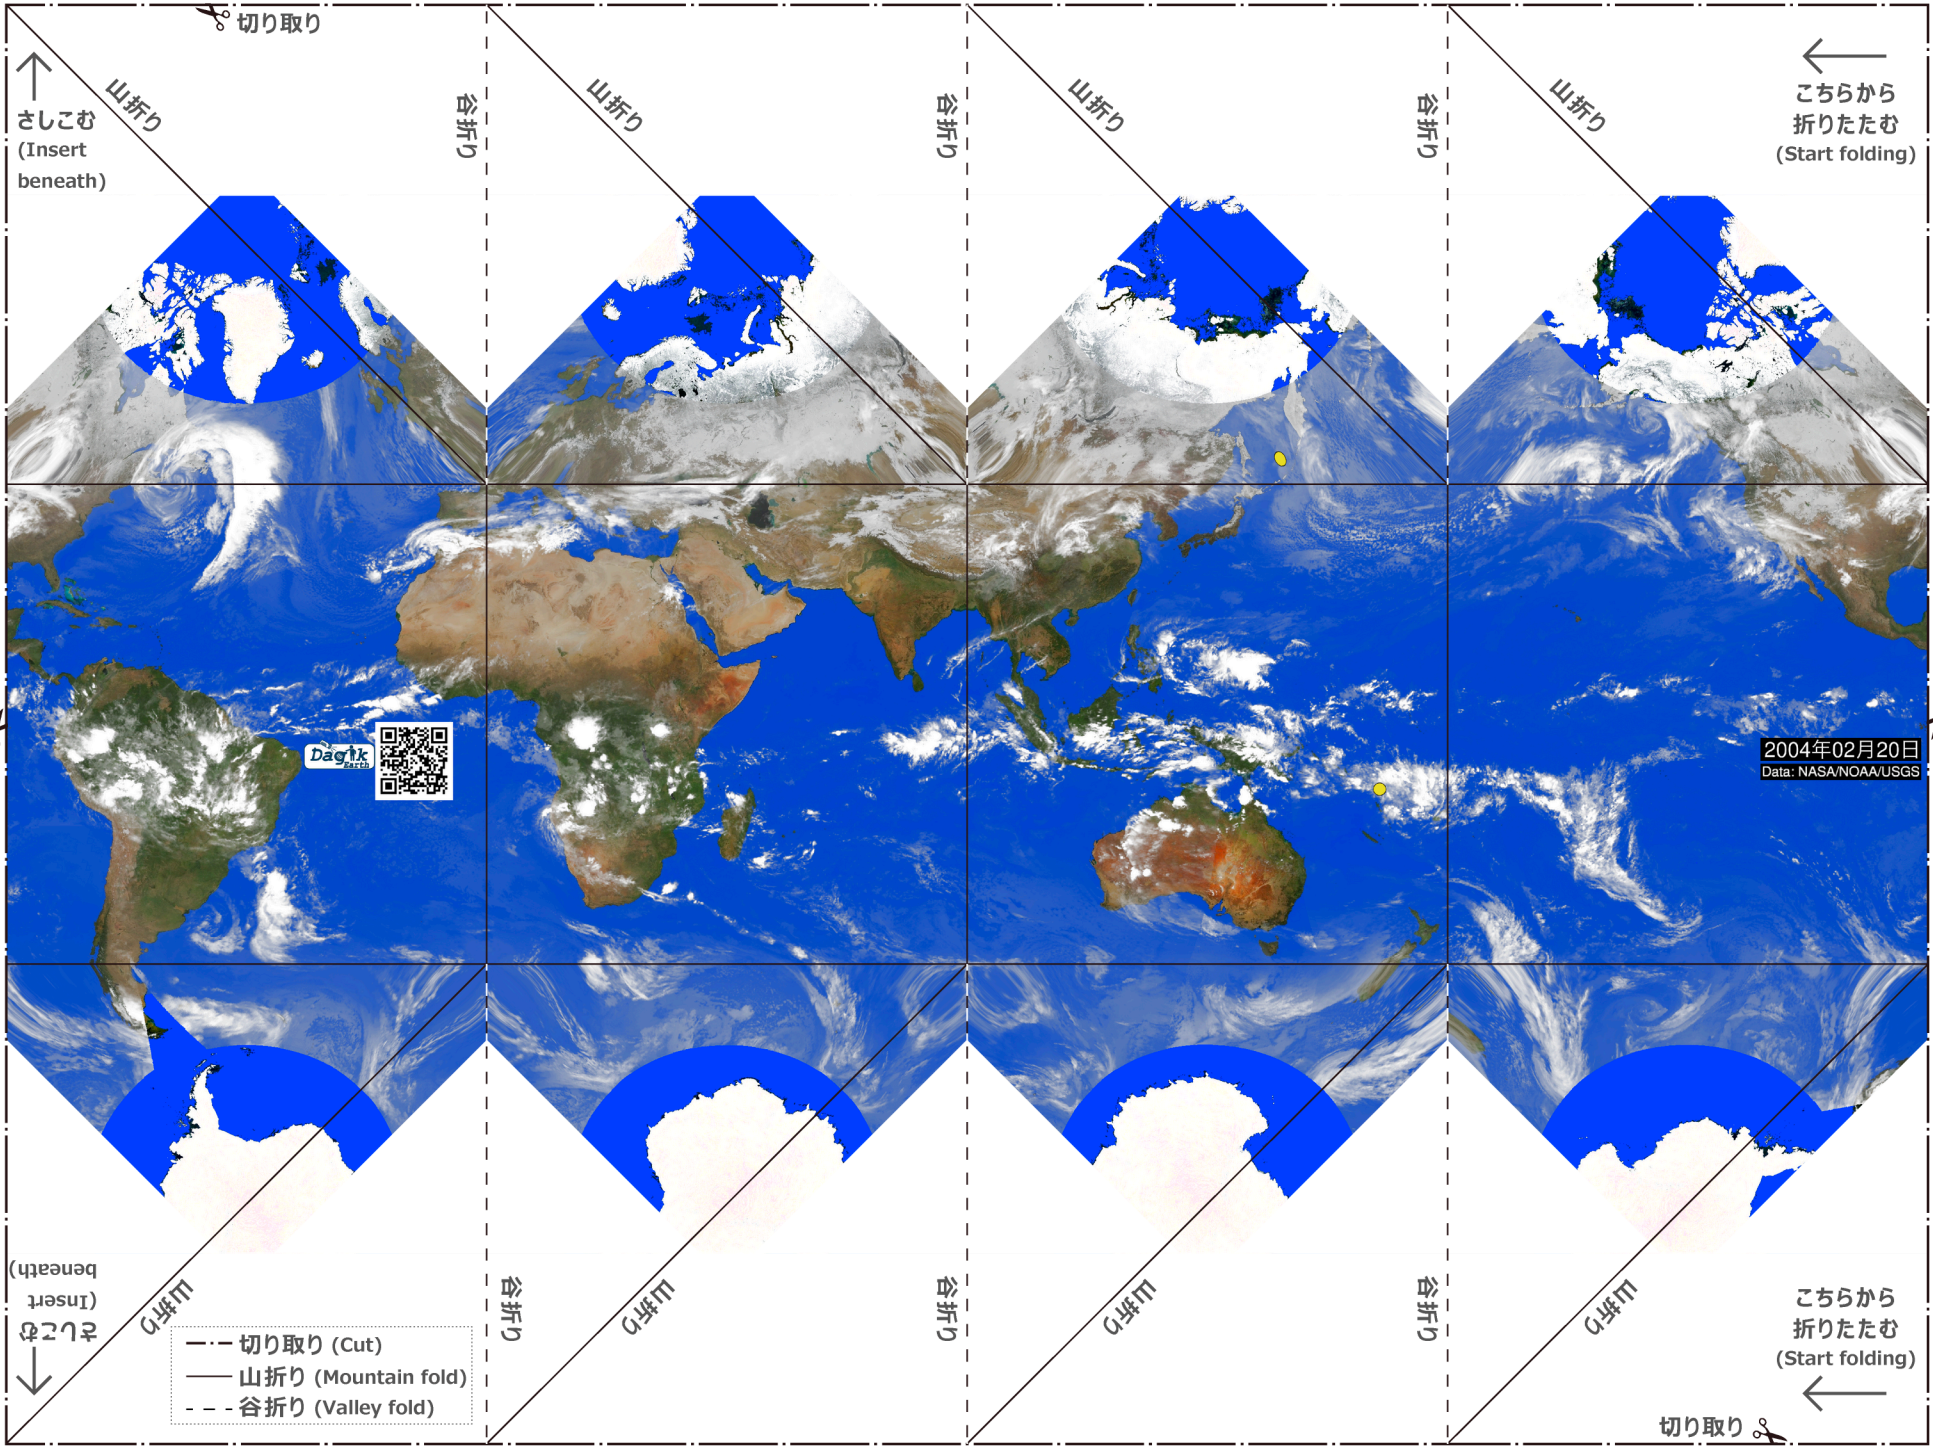 切り取り
山折り
山折り
山折り
山折り
谷折り
谷折り
谷折り
さしこむ
(Insert
beneath)
こちらから
折りたたむ
(Start folding)
Dagik
Earth
2004年02月20日
Data: NASA/NOAA/USGS
さしこむ
(Insert
beneath)
山折り
山折り
山折り
山折り
谷折り
谷折り
谷折り
こちらから
折りたたむ
(Start folding)
切り取り (Cut)
山折り (Mountain fold)
谷折り (Valley fold)
切り取り